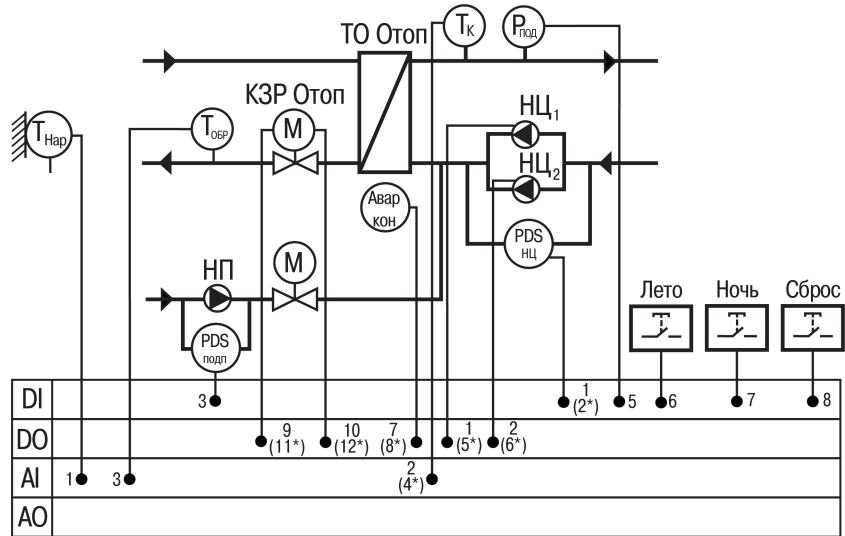 ТО Отоп
TК
PПОД
КЗР Отоп
НЦ1
TНар
TОБР
M
НЦ2
Авар
кон
PDS
НЦ
НП
M
Лето
Ночь
Сброс
PDS
подп
DI
3
1
(2*)
5
6
7
8
DO
9
(11*)
10
(12*)
7
(8*)
1
(5*)
2
(6*)
AI
1
3
2
(4*)
AO